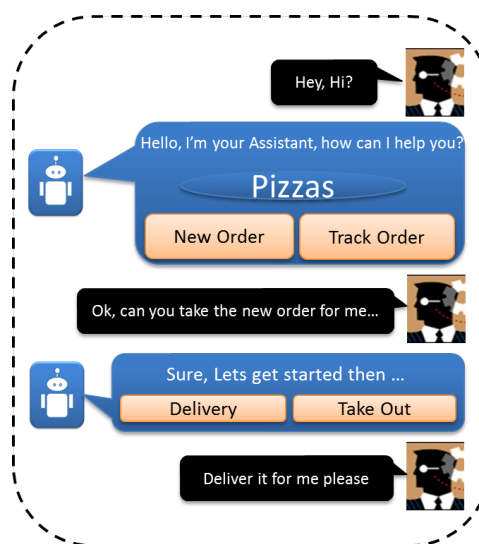 Hey, Hi?
Hello, I'm your Assistant, how can I help you?
Pizzas
New Order
Track Order
Ok, can you take the new order for me...
Sure, Lets get started then ...
Delivery
Take Out
Deliver it for me please